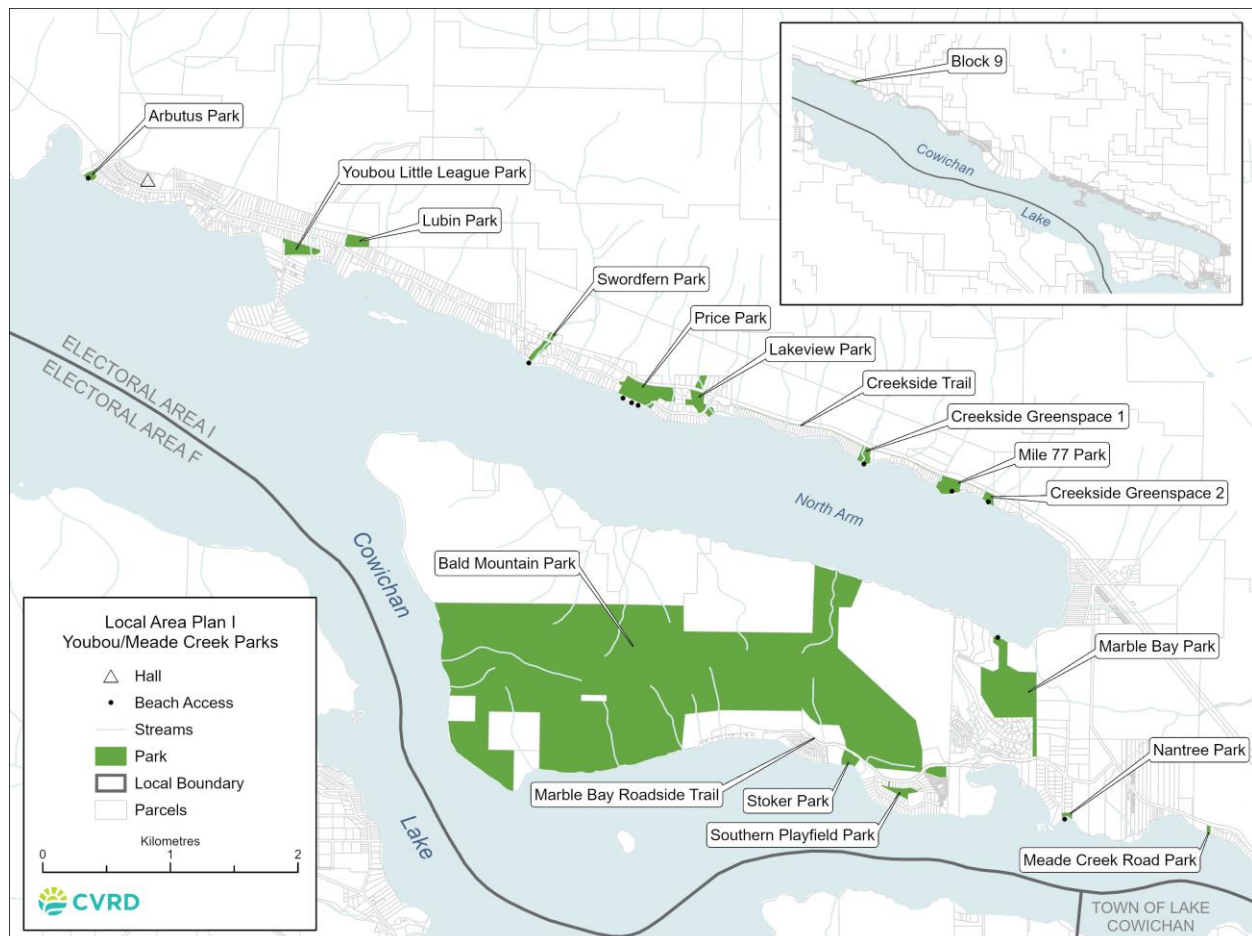 Block 9
Cowichan
Lake
Arbutus Park
Youbou Little League Park
Lubin Park
Swordfern Park
Price Park
Lakeview Park
Creekside Trail
Creekside Greenspace 1
Mile 77 Park
Creekside Greenspace 2
ELECTORAL AREA I
ELECTORAL AREA F
North Arm
Cowichan
Lake
Bald Mountain Park
Marble Bay Park
Nantree Park
Marble Bay Roadside Trail
Stoker Park
Southern Playfield Park
Meade Creek Road Park
TOWN OF LAKE
COWICHAN
Local Area Plan I
Youbou/Meade Creek Parks
Hall
Beach Access
Streams
Park
Local Boundary
Parcels
Kilometres
0 1 2
CVRD